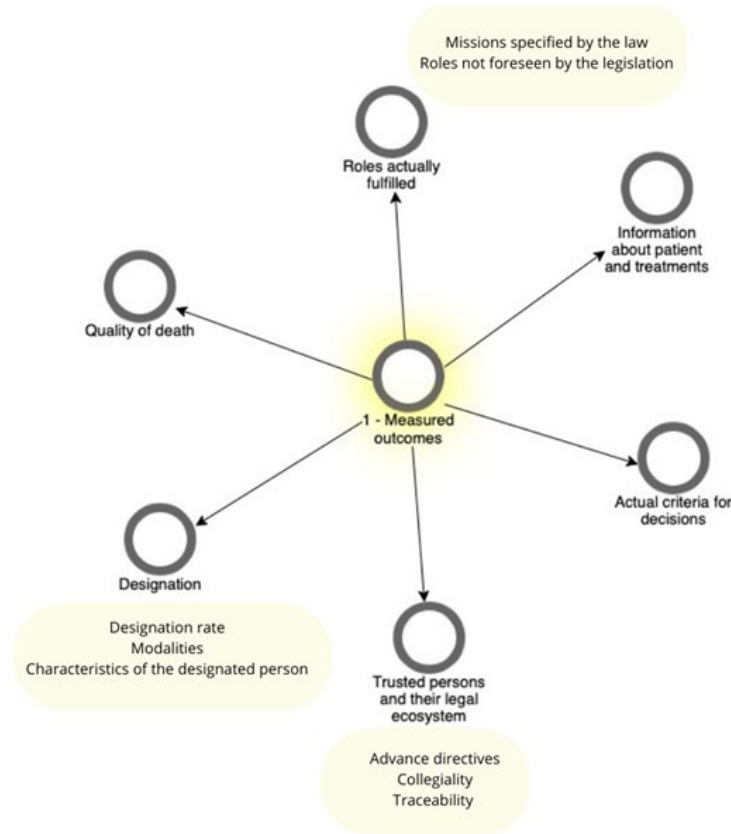 Missions specified by the law
Roles not foreseen by the legislation
Roles actually
fulfilled
Information
about patient
and treatments
Quality of death
1 - Measured
outcomes
Actual criteria for
decisions
Designation
Designation rate
Modalities
Characteristics of the designated person
Trusted persons
and their legal
ecosystem
Advance directives
Collegiality
Traceability